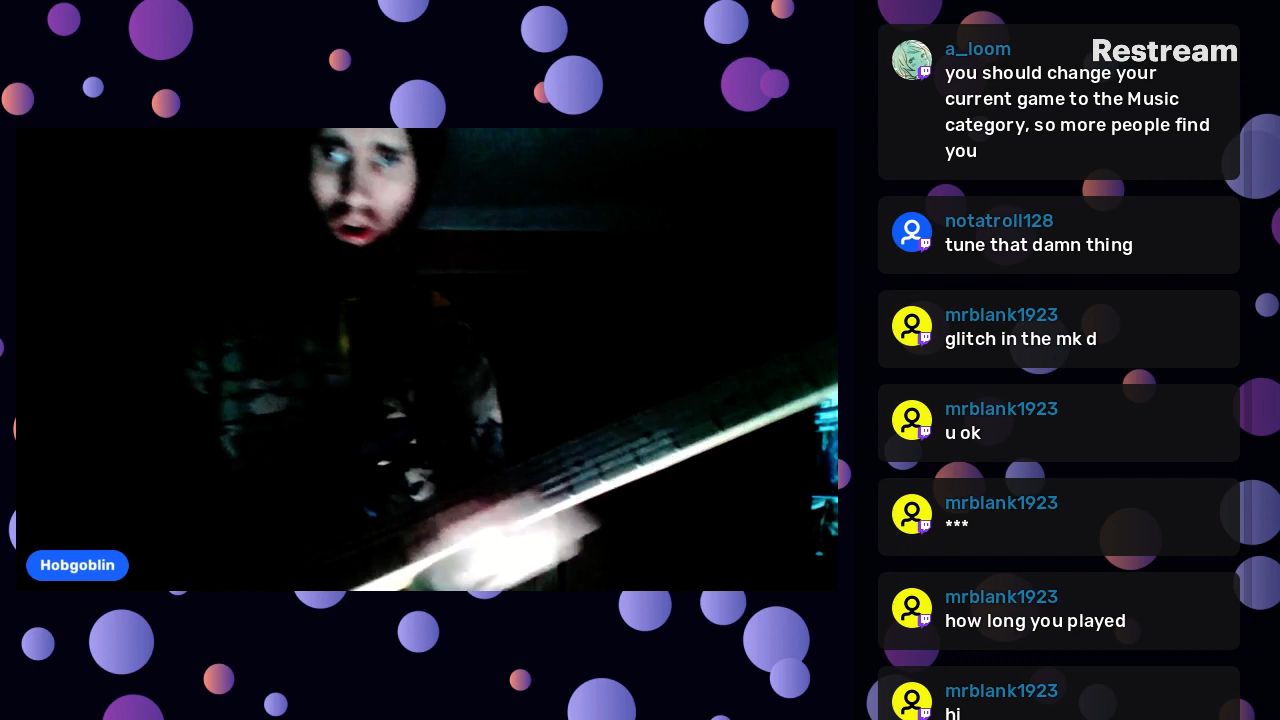 Restream
a_loom
you should change your
current game to the Music
category, so more people find
you
notatroll128
tune that damn thing
mrblank1923
glitch in the mk d
mrblank1923
u ok
mrblank1923
***
mrblank1923
how long you played
mrblank1923
hi
Hobgoblin